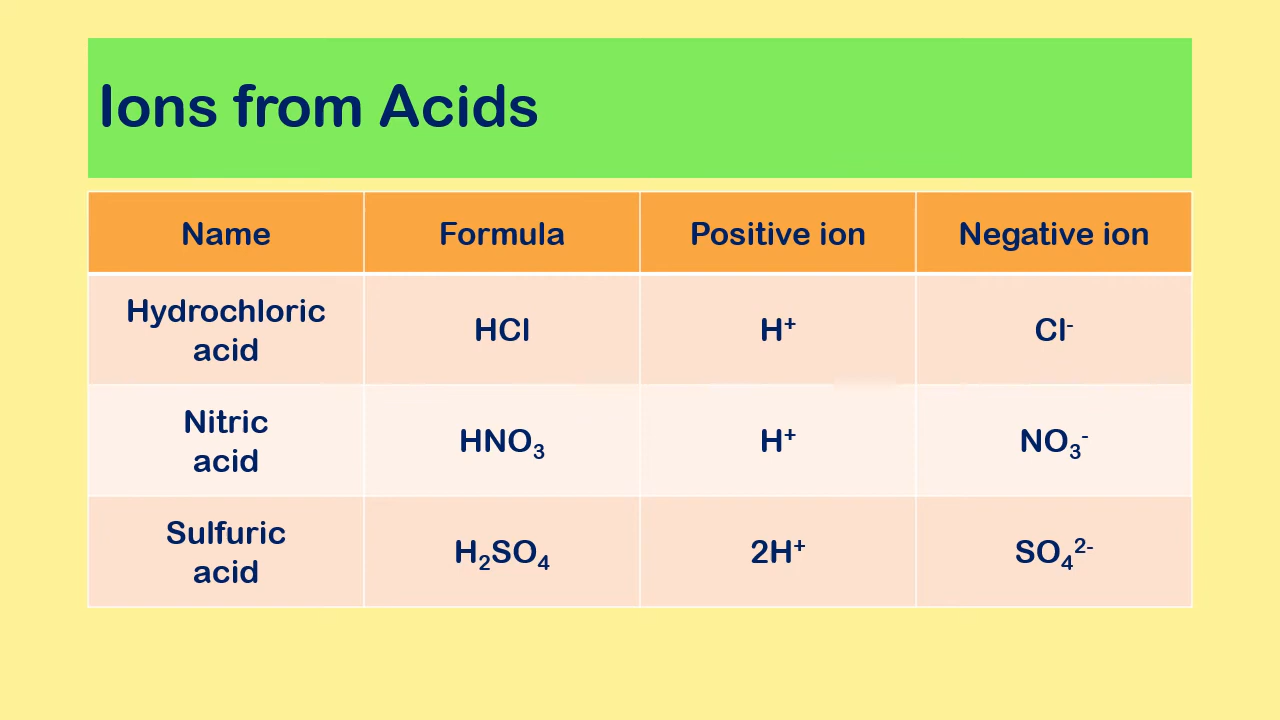 Ions from Acids
Name
Formula
Positive ion
Negative ion
Hydrochloric
acid
HCl
H⁺
Cl⁻
Nitric
acid
HNO₃
H⁺
NO₃⁻
Sulfuric
acid
H₂SO₄
2H⁺
SO₄²⁻